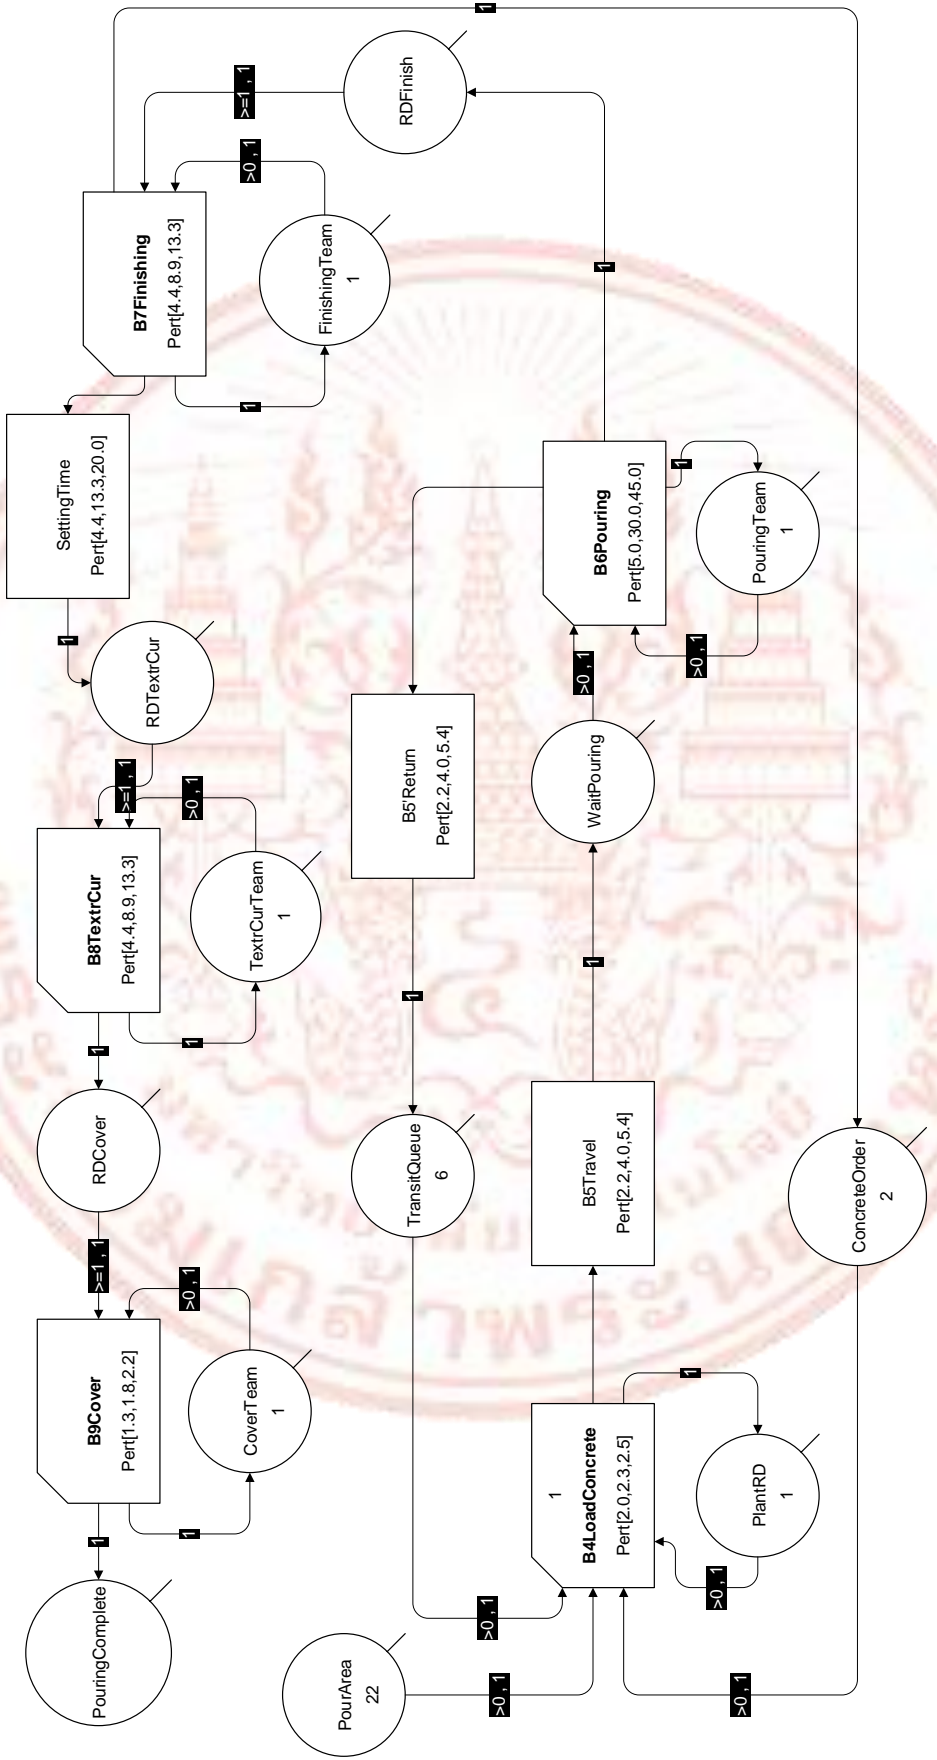 PouringComplete
1
B9Cover
Pert[1.3,1.8,2.2]
1
>0 , 1
CoverTeam
1
>=1 , 1
RDCover
1
B8TextrCur
Pert[4.4,8.9,13.3]
1
>0 , 1
TextrCurTeam
1
>=1 , 1
RDTextrCur
1
SettingTime
Pert[4.4,13.3,20.0]
B7Finishing
Pert[4.4,8.9,13.3]
1
>0 , 1
FinishingTeam
1
>=1 , 1
RDFinish
1
1
PourArea
22
>0 , 1
>0 , 1
TransitQueue
6
1
B5'Return
Pert[2.2,4.0,5.4]
1
B4LoadConcrete
Pert[2.0,2.3,2.5]
>0 , 1
1
PlantRD
1
B5Travel
Pert[2.2,4.0,5.4]
1
WaitPouring
>0 , 1
B6Pouring
Pert[5.0,30.0,45.0]
>0 , 1
1
PouringTeam
1
>0 , 1
ConcreteOrder
2